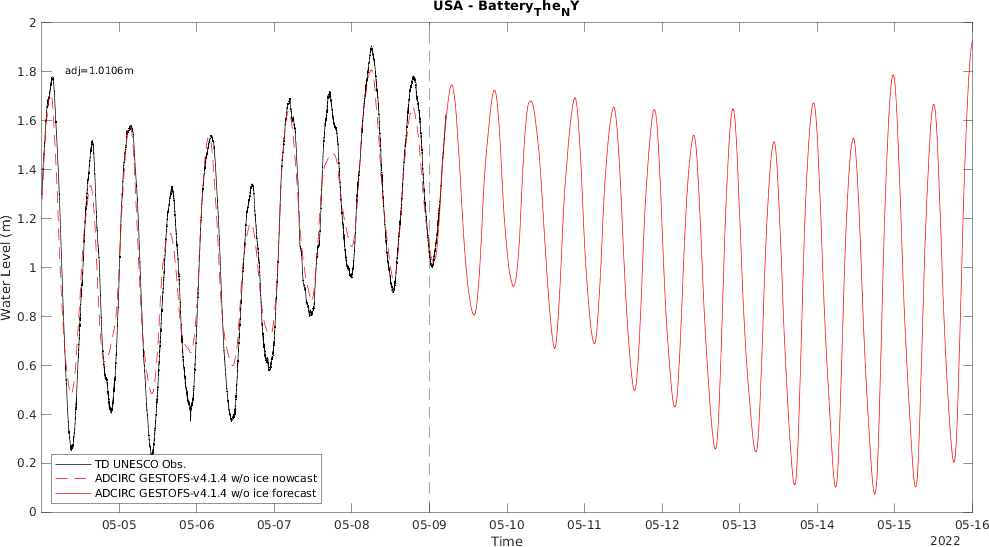 USA - Battery_The_NY
2
1.8
1.6
1.4
1.2
1
0.8
0.6
0.4
0.2
0
Water Level (m)
adj=1.0106m
TD UNESCO Obs.
ADCIRC GESTOFS-v4.1.4 w/o ice nowcast
ADCIRC GESTOFS-v4.1.4 w/o ice forecast
05-05 05-06 05-07 05-08 05-09 05-10 05-11 05-12 05-13 05-14 05-15 05-16
Time
2022